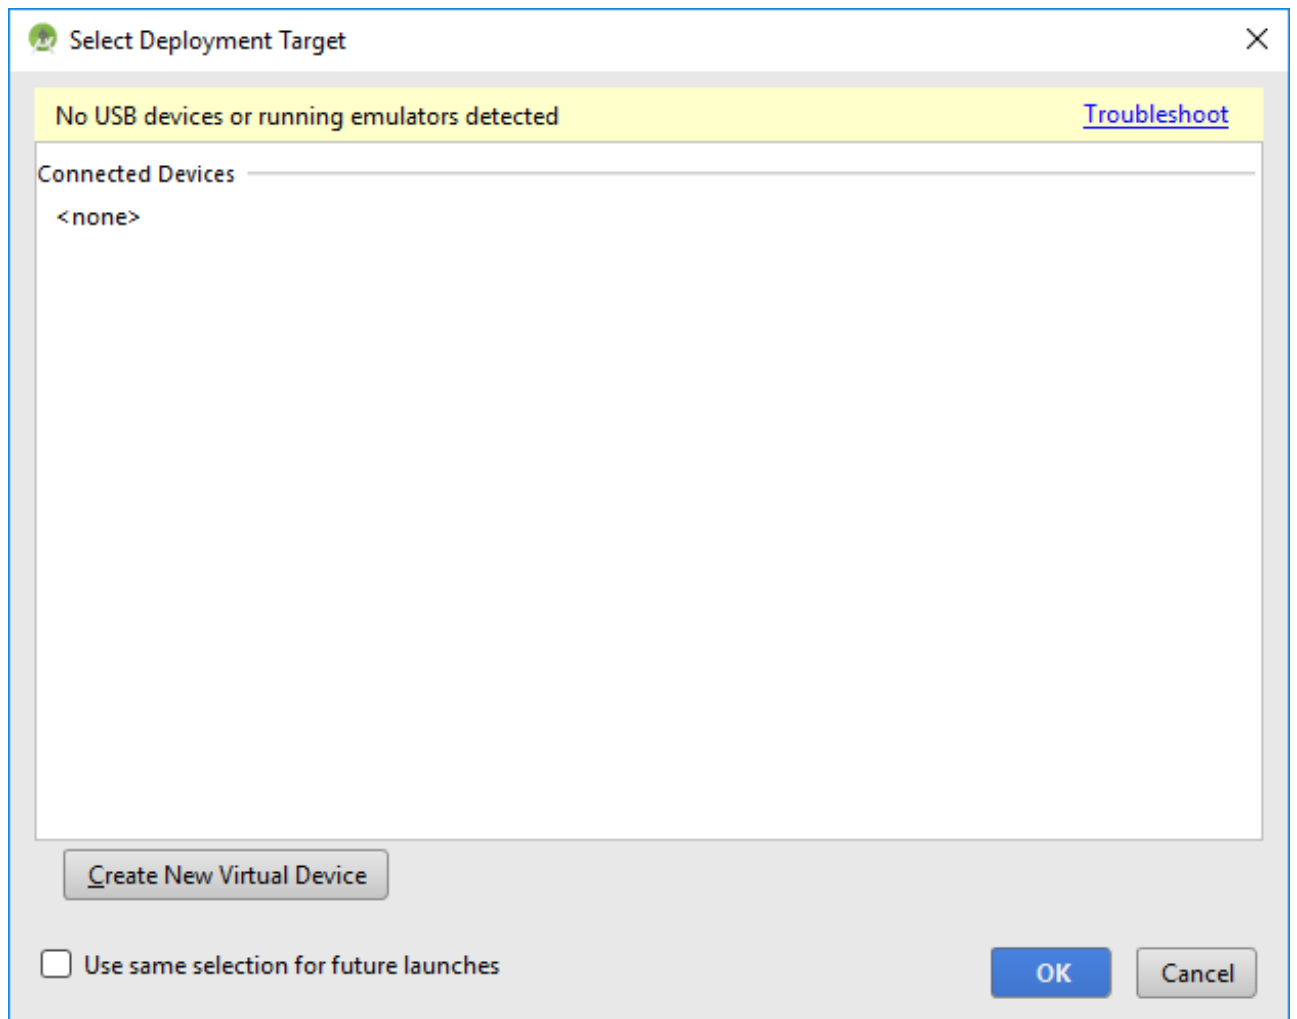 Select Deployment Target
No USB devices or running emulators detected Troubleshoot
Connected Devices
<none>
Create New Virtual Device
Use same selection for future launches
OK Cancel